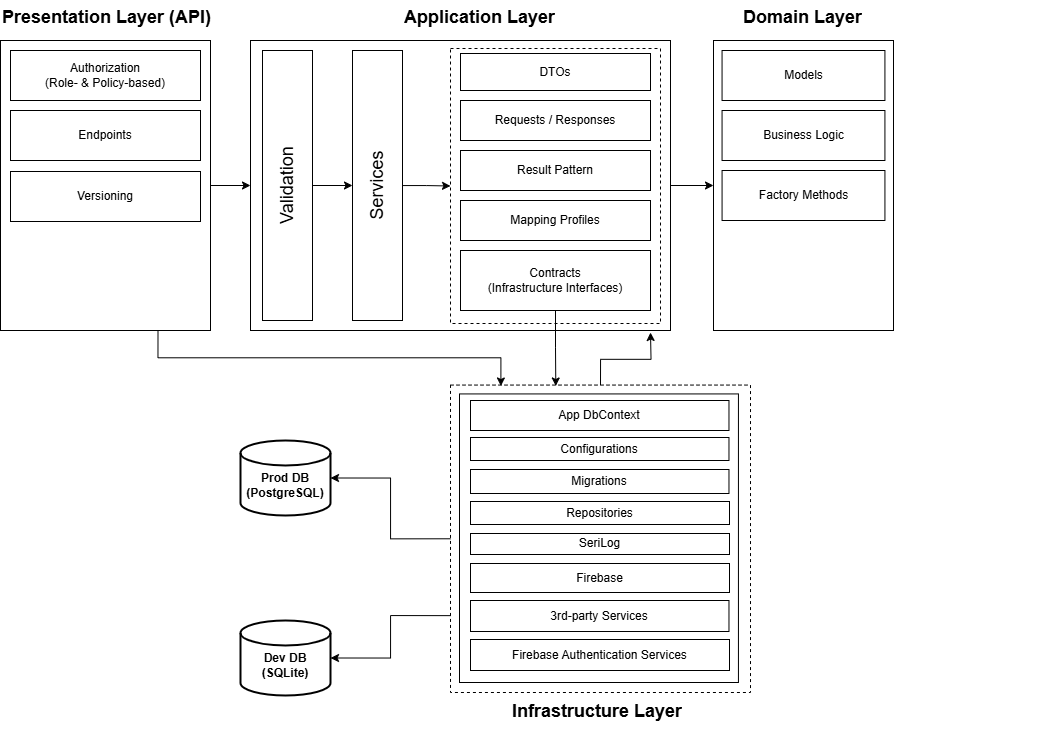 Presentation Layer (API)
Application Layer
Domain Layer
Authorization
(Role- & Policy-based)
Endpoints
Versioning
Validation
Services
DTOs
Requests / Responses
Result Pattern
Mapping Profiles
Contracts
(Infrastructure Interfaces)
Models
Business Logic
Factory Methods
App DbContext
Configurations
Migrations
Repositories
SeriLog
Firebase
3rd-party Services
Firebase Authentication Services
Prod DB
(PostgreSQL)
Dev DB
(SQLite)
Infrastructure Layer